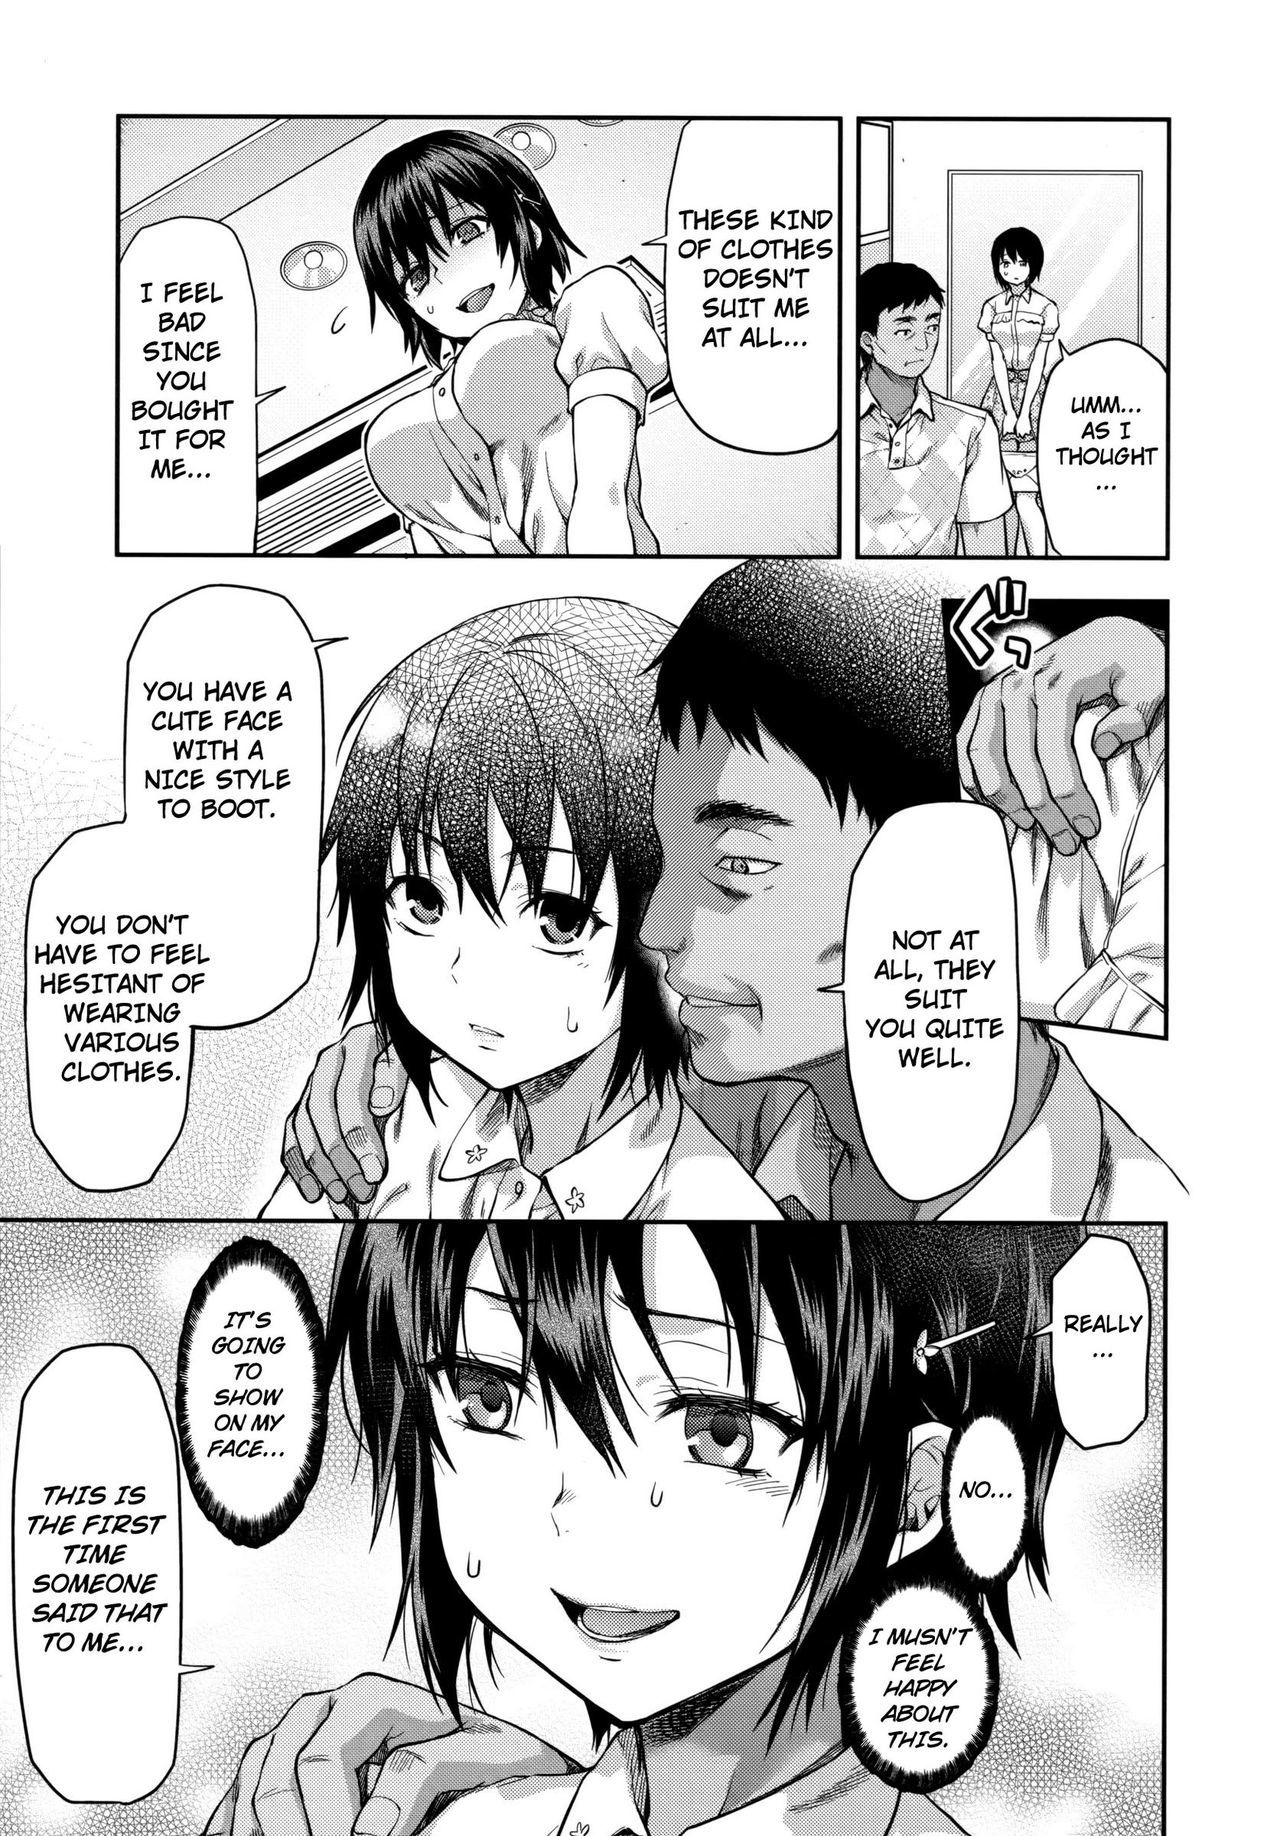 UMM...
AS I
THOUGHT
...
THESE KIND
OF CLOTHES
DOESN'T
SUIT ME
AT ALL...
I FEEL
BAD
SINCE
YOU
BOUGHT
IT FOR
ME...
グッ
NOT AT
ALL, THEY
SUIT
YOU QUITE
WELL.
YOU HAVE A
CUTE FACE
WITH A
NICE STYLE
TO BOOT.
YOU DON'T
HAVE TO FEEL
HESITANT OF
WEARING
VARIOUS
CLOTHES.
REALLY
...
NO...
I MUSN'T
FEEL
HAPPY
ABOUT
THIS.
IT'S
GOING
TO
SHOW
ON MY
FACE...
THIS IS
THE FIRST
TIME
SOMEONE
SAID THAT
TO ME...